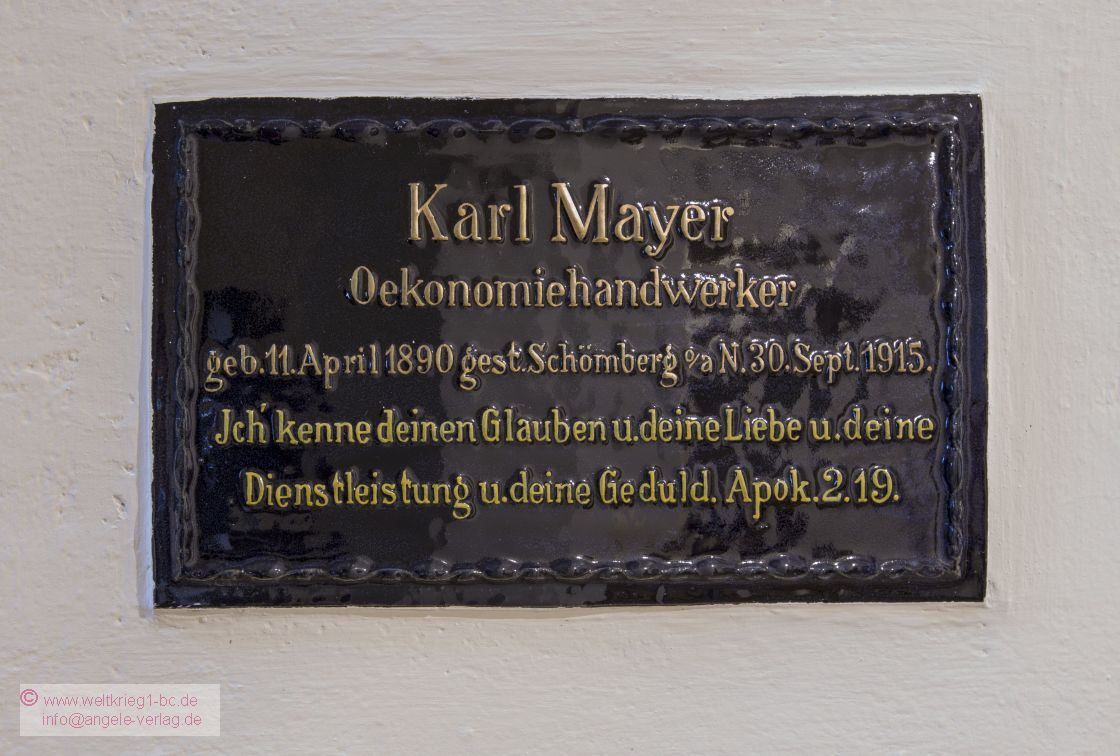 Karl Mayer
Oekonomiehandwerker
geb. 11. April 1890 gest. Schömberg o/a N. 30. Sept. 1915.
Jch kenne deinen Glauben u. deine Liebe u. deine
Dienstleistung u. deine Geduld. Apok. 2. 19.
© www.weltkrieg1-bc.de
info@angele-verlag.de